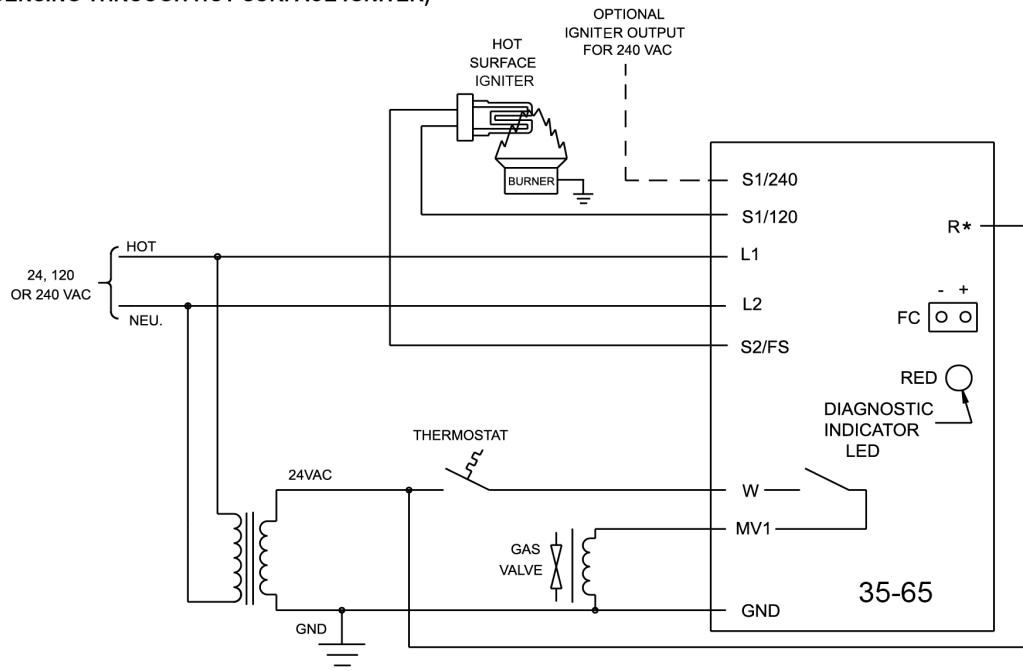 SENSING THROUGH HOT SURFACE IGNITER)
OPTIONAL
IGNITER OUTPUT
FOR 240 VAC
HOT
SURFACE
IGNITER
BURNER
S1/240
S1/120
R*
HOT
L1
24, 120
OR 240 VAC
- +
L2
FC
NEU.
S2/FS
RED
DIAGNOSTIC
INDICATOR
LED
THERMOSTAT
24VAC
W
MV1
GAS
VALVE
35-65
GND
GND